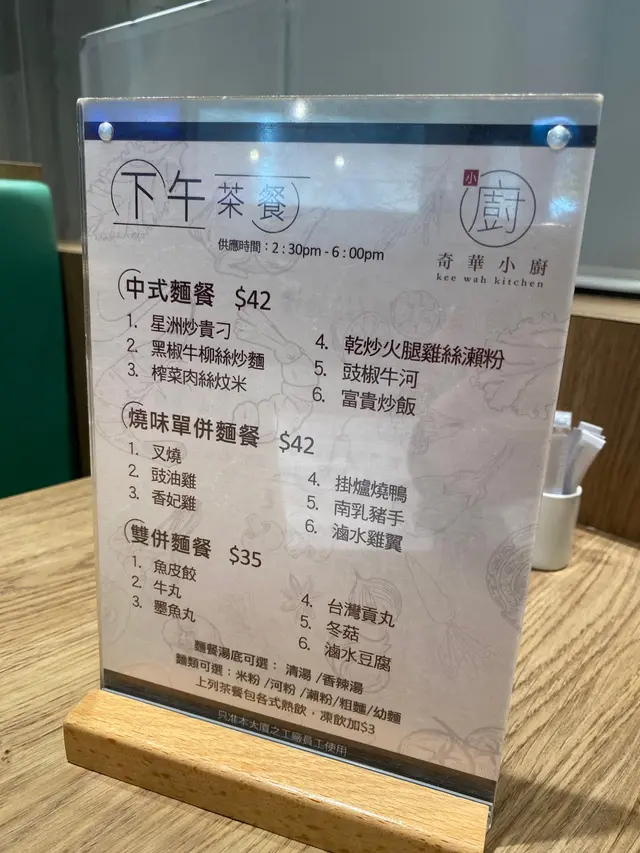 下午茶餐
供應時間：2 : 30pm - 6 : 00pm
小
廚
奇華小廚
kee wah kitchen
中式麵餐 $42
1. 星洲炒貴刁
2. 黑椒牛柳絲炒麵
3. 榨菜肉絲炆米
4. 乾炒火腿雞絲瀨粉
5. 豉椒牛河
6. 富貴炒飯
燒味單併麵餐 $42
1. 叉燒
2. 豉油雞
3. 香妃雞
4. 掛爐燒鴨
5. 南乳豬手
6. 滷水雞翼
雙併麵餐 $35
1. 魚皮餃
2. 牛丸
3. 墨魚丸
4. 台灣貢丸
5. 冬菇
6. 滷水豆腐
麵餐湯底可選： 清湯 /香辣湯
麵類可選：米粉 /河粉 /瀨粉/粗麵/幼麵
上列茶餐包各式熱飲，凍飲加$3
只准本大廈之工廠員工使用